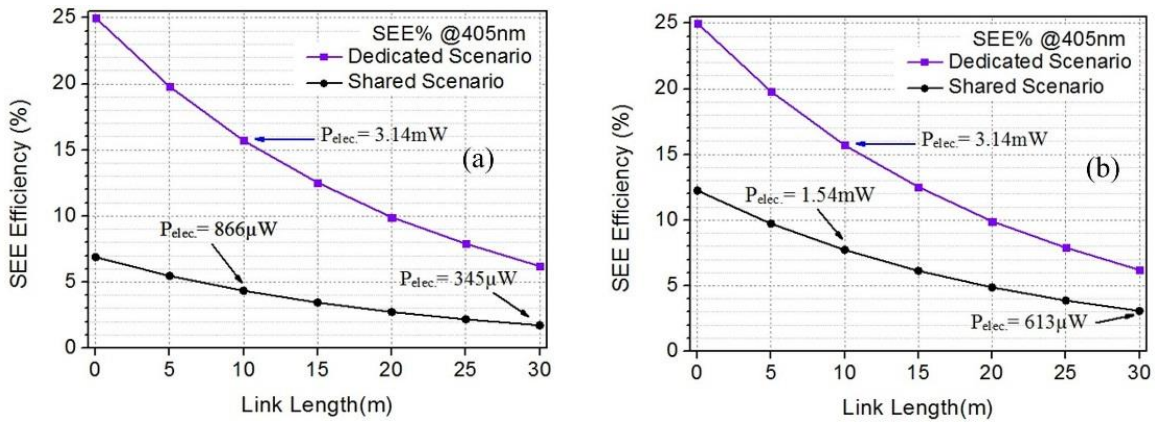 SEE% @405nm
Dedicated Scenario
Shared Scenario
Pelec.= 3.14mW
(a)
Pelec.= 866µW
Pelec.= 345µW
SEE Efficiency (%)
25
20
15
10
5
0
0 5 10 15 20 25 30
Link Length(m)
SEE% @405nm
Dedicated Scenario
Shared Scenario
Pelec.= 3.14mW
(b)
Pelec.= 1.54mW
Pelec.= 613µW
SEE Efficiency (%)
25
20
15
10
5
0
0 5 10 15 20 25 30
Link Length(m)